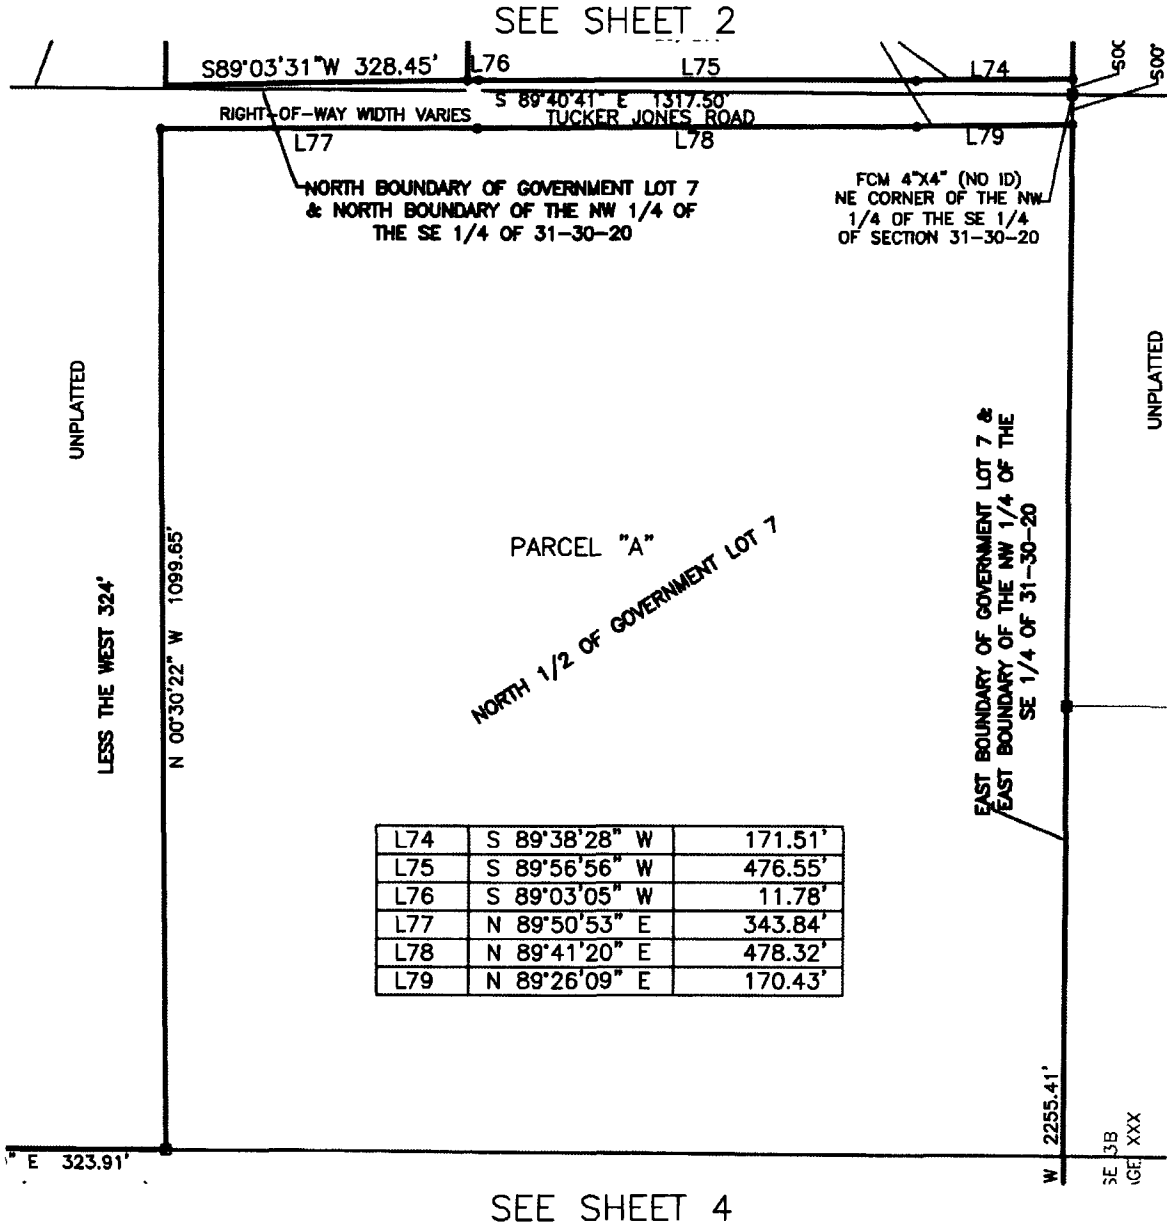 SEE SHEET 2
S89°03'31"W 328.45'
L76
L75
L74
S 89°40'41" E 1317.50'
RIGHT-OF-WAY WIDTH VARIES
TUCKER JONES ROAD
L77
L78
L79
NORTH BOUNDARY OF GOVERNMENT LOT 7
& NORTH BOUNDARY OF THE NW 1/4 OF
THE SE 1/4 OF 31-30-20
FCM 4"X4" (NO ID)
NE CORNER OF THE NW
1/4 OF THE SE 1/4
OF SECTION 31-30-20
UNPLATTED
UNPLATTED
LESS THE WEST 324'
N 00°30'22" W 1099.65'
PARCEL "A"
NORTH 1/2 OF GOVERNMENT LOT 7
EAST BOUNDARY OF GOVERNMENT LOT 7 &
EAST BOUNDARY OF THE NW 1/4 OF THE
SE 1/4 OF 31-30-20
L74 S 89°38'28" W 171.51'
L75 S 89°56'56" W 476.55'
L76 S 89°03'05" W 11.78'
L77 N 89°50'53" E 343.84'
L78 N 89°41'20" E 478.32'
L79 N 89°26'09" E 170.43'
W 2255.41'
" E 323.91'
XXX
SEE SHEET 4